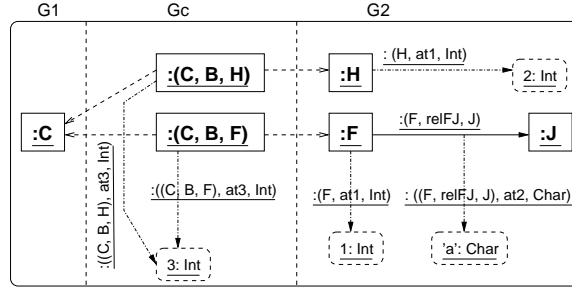 G1 Gc G2
: (H, at1, Int)
:(C, B, H) :H
2: Int
:(F, relFJ, J)
:C :(C, B, F) :F :J
:((C, B, H), at3, Int)
:((C, B, F), at3, Int) :(F, at1, Int) : ((F, relFJ, J), at2, Char)
3: Int 1: Int 'a': Char